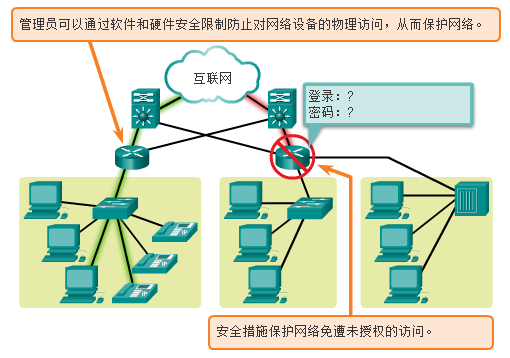 管理员可以通过软件和硬件安全限制防止对网络设备的物理访问，从而保护网络。
互联网
登录：?
密码：?
安全措施保护网络免遭未授权的访问。